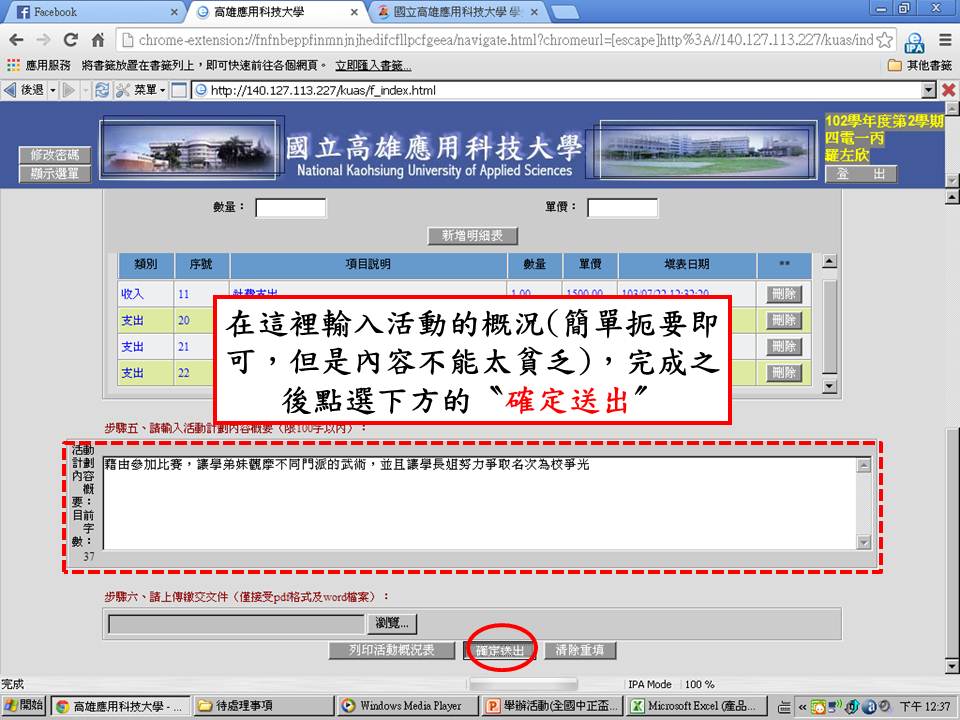 Facebook
高雄應用科技大學
國立高雄應用科技大學 學
chrome-extension://fnfnbeppfinmnjnjhedifcfllpcfgeea/navigate.html?chromeurl=[escape]http%3A//140.127.113.227/kuas/ind
IPA
應用服務 將書籤放置在書籤列上，即可快速前往各個網頁。 立即匯入書籤...
其他書籤
後退 菜單 http://140.127.113.227/kuas/f_index.html
102學年度第2學期
四電一丙
羅左欣
修改密碼
顯示選單
國立高雄應用科技大學
National Kaohsiung University of Applied Sciences
登 出
數量： 單價：
新增明細表
類別 序號 項目說明 數量 單價 填表日期 **
收入 11 1.00 1500.00 103/07/22 12:32:20 刪除
支出 20 刪除
支出 21 刪除
支出 22 刪除
在這裡輸入活動的概況(簡單扼要即
可，但是內容不能太貧乏)，完成之
後點選下方的〝確定送出〞
步驟五、請輸入活動計劃內容概要（限100字以內）：
活動
計劃
內容
概
要：
目前
字
數：
37
藉由參加比賽，讓學弟妹觀摩不同門派的武術，並且讓學長姐努力爭取名次為校爭光
步驟六、請上傳繳交文件（僅接受pdf格式及word檔案）：
瀏覽...
列印活動概況表 確定送出 清除重填
完成 IPA Mode 100 %
開始 高雄應用科技大學 - ... 待處理事項 Windows Media Player 舉辦活動(全國中正盃... Microsoft Excel (產品... 下午 12:37